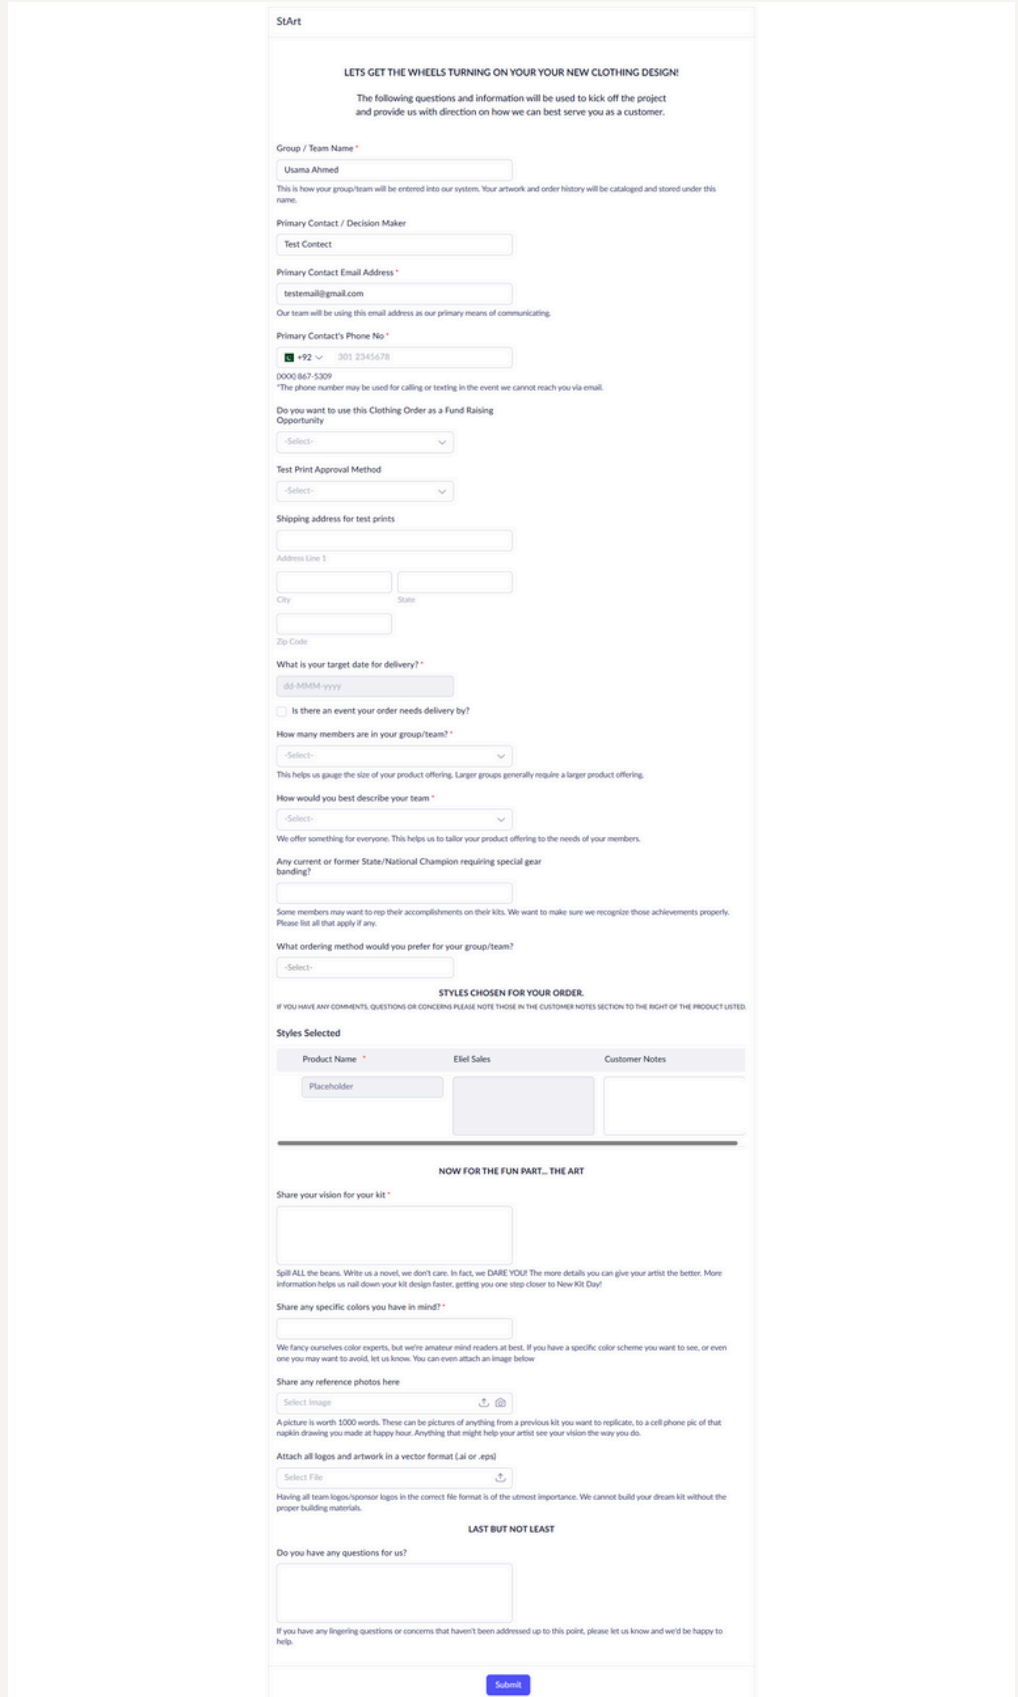 StArt
LETS GET THE WHEELS TURNING ON YOUR YOUR NEW CLOTHING DESIGN!
The following questions and information will be used to kick off the project
and provide us with direction on how we can best serve you as a customer.
Group / Team Name *
Usama Ahmed
This is how your group/team will be entered into our system. Your artwork and order history will be cataloged and stored under this
name.
Primary Contact / Decision Maker
Test Contect
Primary Contact Email Address *
testemail@gmail.com
Our team will be using this email address as our primary means of communicating.
Primary Contact's Phone No *
+92 301 2345678
(XXX) 867-5309
*The phone number may be used for calling or texting in the event we cannot reach you via email.
Do you want to use this Clothing Order as a Fund Raising
Opportunity
-Select-
Test Print Approval Method
-Select-
Shipping address for test prints
Address Line 1
City State
Zip Code
What is your target date for delivery? *
dd-MMM-yyyy
Is there an event your order needs delivery by?
How many members are in your group/team? *
-Select-
This helps us gauge the size of your product offering. Larger groups generally require a larger product offering.
How would you best describe your team *
-Select-
We offer something for everyone. This helps us to tailor your product offering to the needs of your members.
Any current or former State/National Champion requiring special gear
banding?
Some members may want to rep their accomplishments on their kits. We want to make sure we recognize those achievements properly.
Please list all that apply if any.
What ordering method would you prefer for your group/team?
-Select-
STYLES CHOSEN FOR YOUR ORDER.
IF YOU HAVE ANY COMMENTS, QUESTIONS OR CONCERNS PLEASE NOTE THOSE IN THE CUSTOMER NOTES SECTION TO THE RIGHT OF THE PRODUCT LISTED.
Styles Selected
Product Name * Eliel Sales Customer Notes
Placeholder
NOW FOR THE FUN PART... THE ART
Share your vision for your kit *
Spill ALL the beans. Write us a novel, we don't care. In fact, we DARE YOU! The more details you can give your artist the better. More
information helps us nail down your kit design faster, getting you one step closer to New Kit Day!
Share any specific colors you have in mind? *
We fancy ourselves color experts, but we're amateur mind readers at best. If you have a specific color scheme you want to see, or even
one you may want to avoid, let us know. You can even attach an image below
Share any reference photos here
Select Image
A picture is worth 1000 words. These can be pictures of anything from a previous kit you want to replicate, to a cell phone pic of that
napkin drawing you made at happy hour. Anything that might help your artist see your vision the way you do.
Attach all logos and artwork in a vector format (.ai or .eps)
Select File
Having all team logos/sponsor logos in the correct file format is of the utmost importance. We cannot build your dream kit without the
proper building materials.
LAST BUT NOT LEAST
Do you have any questions for us?
If you have any lingering questions or concerns that haven't been addressed up to this point, please let us know and we'd be happy to
help.
Submit